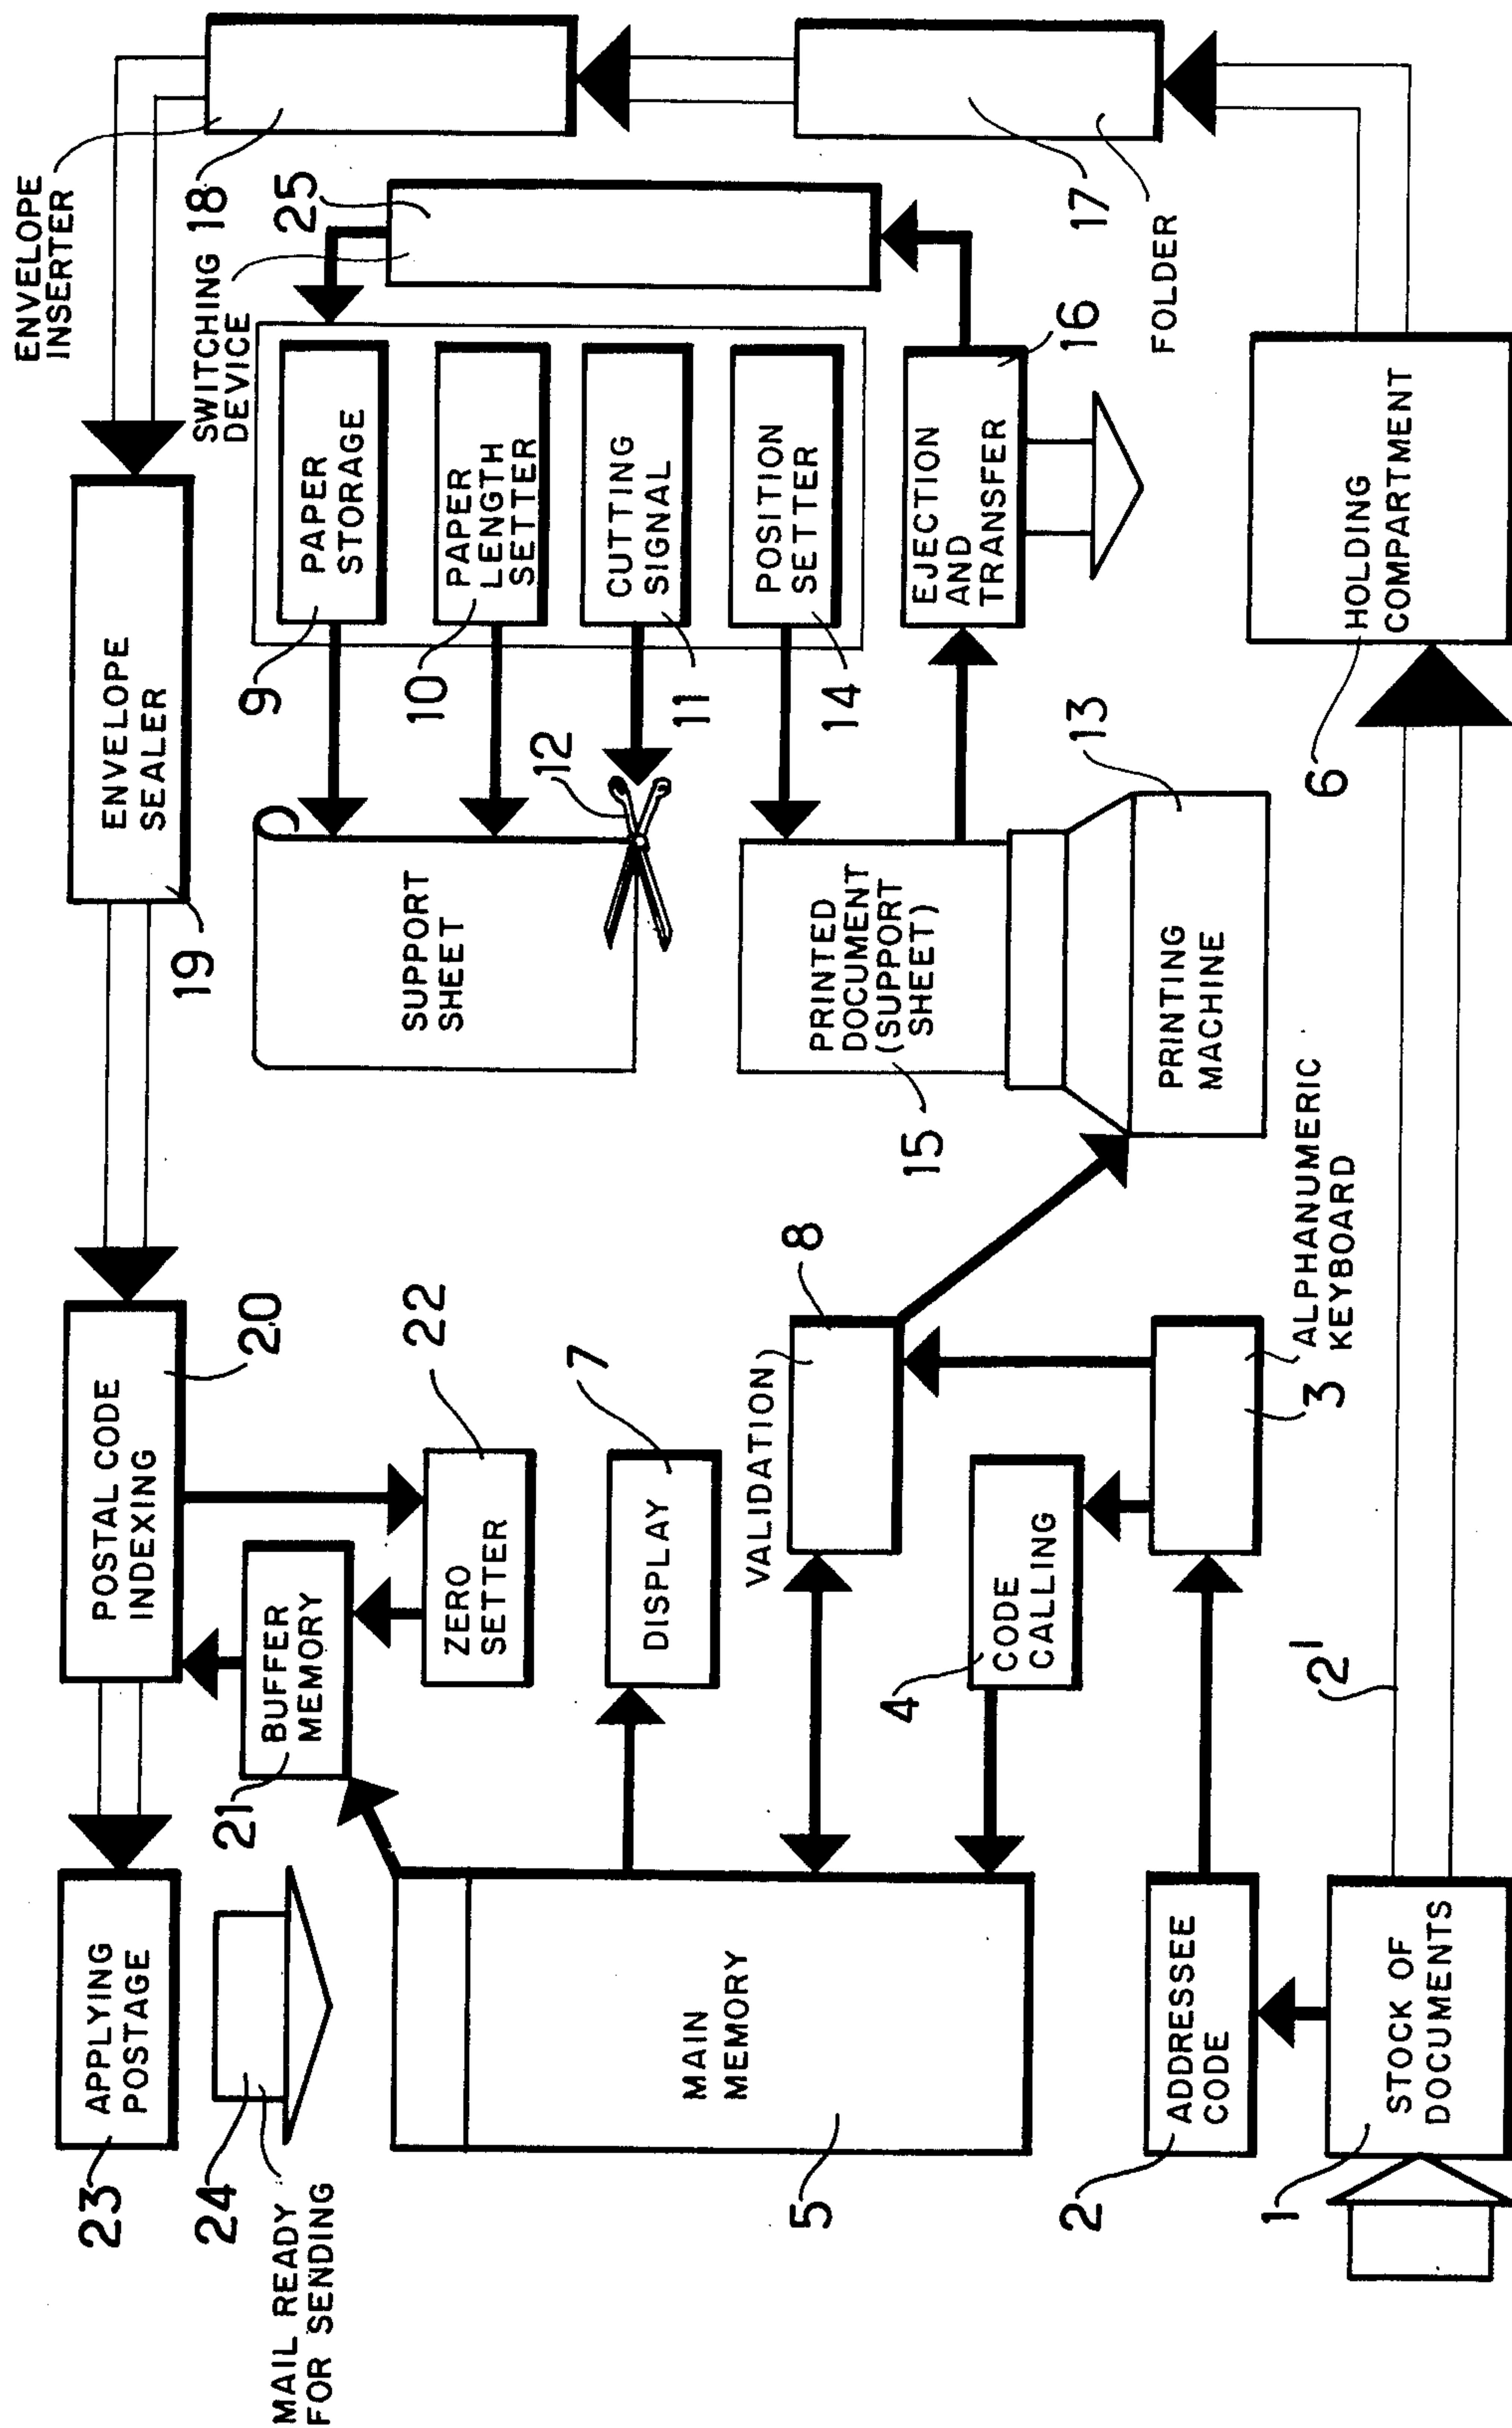 MAIL READY
FOR SENDING
24
23
APPLYING
POSTAGE
20
POSTAL CODE
INDEXING
19
ENVELOPE
SEALER
ENVELOPE
INSERTER
18
21
BUFFER
MEMORY
22
ZERO
SETTER
7
DISPLAY
12
SUPPORT
SHEET
9
PAPER
STORAGE
10
PAPER
LENGTH
SETTER
11
CUTTING
SIGNAL
14
POSITION
SETTER
SWITCHING
DEVICE
25
5
MAIN
MEMORY
VALIDATION
8
4
CODE
CALLING
15
PRINTED
DOCUMENT
(SUPPORT
SHEET)
13
PRINTING
MACHINE
16
EJECTION
AND
TRANSFER
17
FOLDER
2
ADDRESSEE
CODE
3
ALPHANUMERIC
KEYBOARD
1
STOCK OF
DOCUMENTS
2'
6
HOLDING
COMPARTMENT